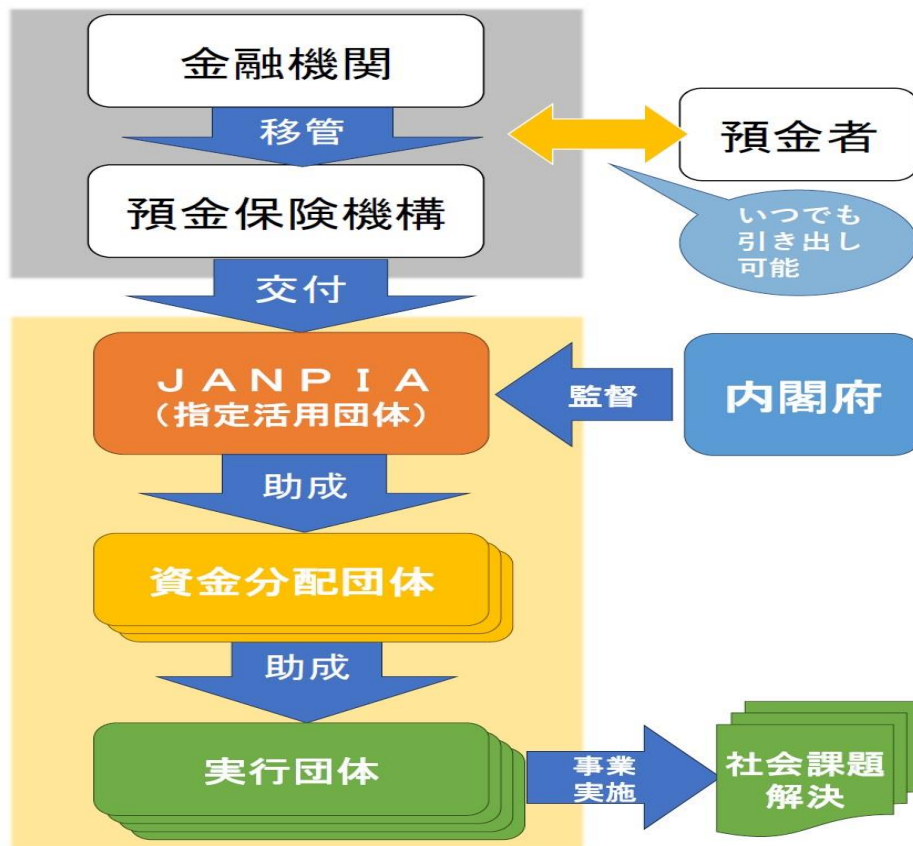 金融機関
移管
預金者
預金保険機構
いつでも
引き出し
可能
交付
ＪＡＮＰＩＡ
（指定活用団体）
監督
内閣府
助成
資金分配団体
助成
実行団体
事業
実施
社会課題
解決